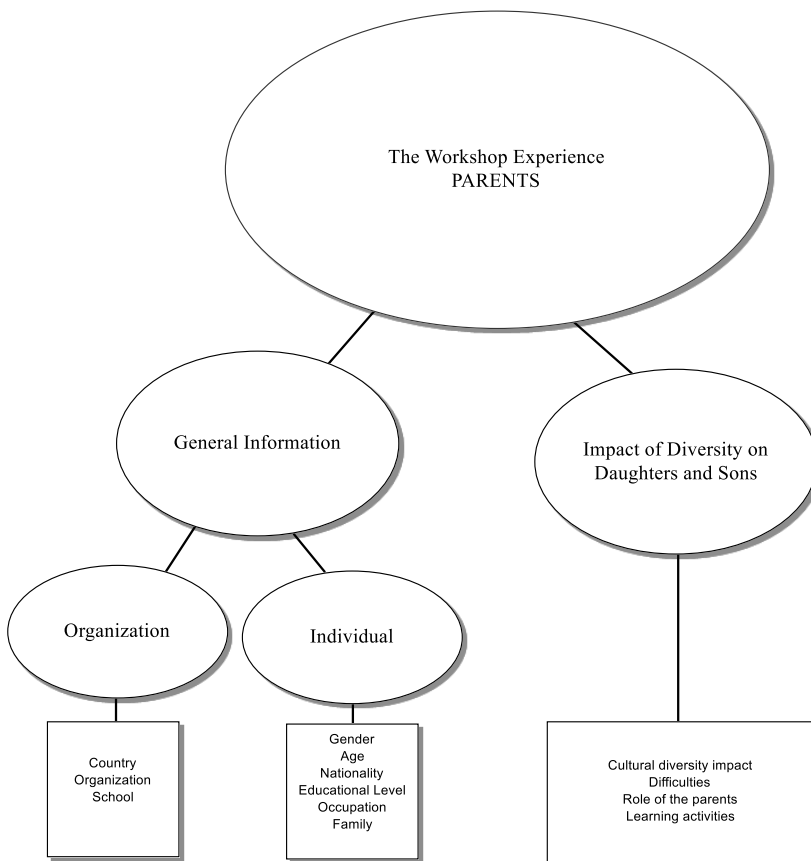 The Workshop Experience
PARENTS
General Information
Impact of Diversity on
Daughters and Sons
Organization
Individual
Country
Organization
School
Gender
Age
Nationality
Educational Level
Occupation
Family
Cultural diversity impact
Difficulties
Role of the parents
Learning activities